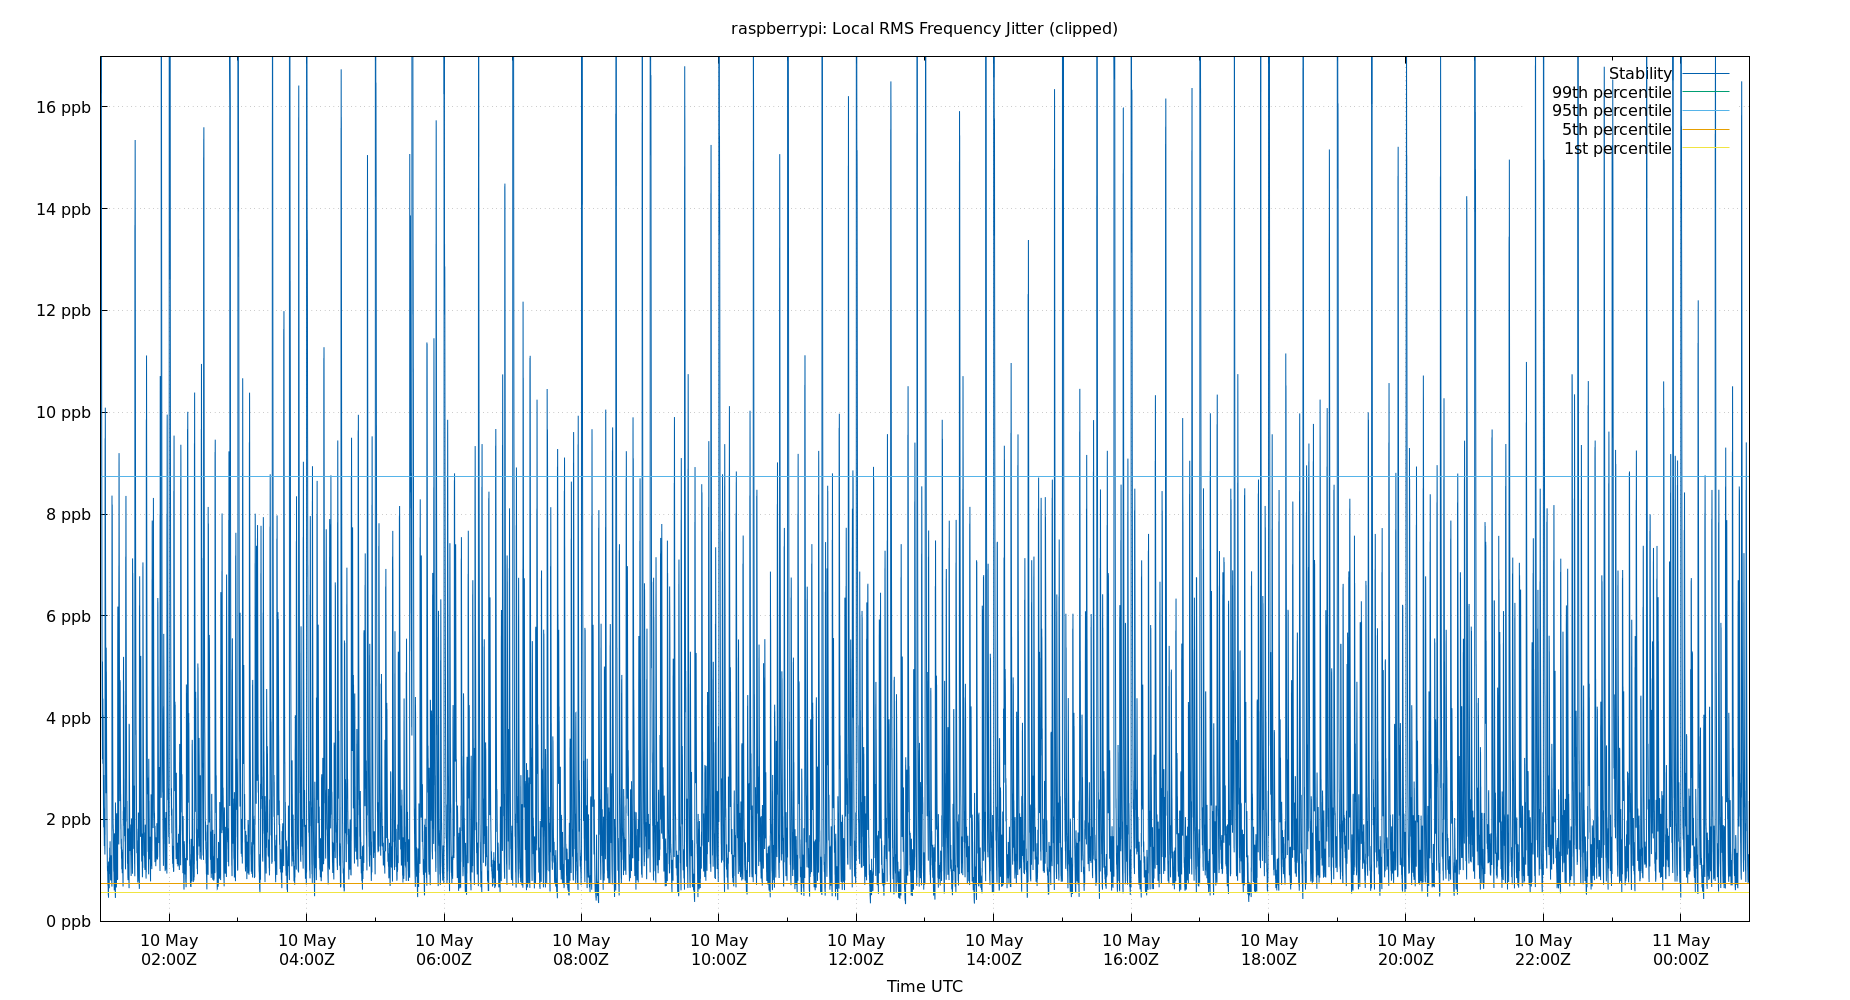 raspberrypi: Local RMS Frequency Jitter (clipped)
Stability
99th percentile
95th percentile
5th percentile
1st percentile
16 ppb
14 ppb
12 ppb
10 ppb
8 ppb
6 ppb
4 ppb
2 ppb
0 ppb
10 May 10 May 10 May 10 May 10 May 10 May 10 May 10 May 10 May 10 May 10 May 11 May
02:00Z 04:00Z 06:00Z 08:00Z 10:00Z 12:00Z 14:00Z 16:00Z 18:00Z 20:00Z 22:00Z 00:00Z
Time UTC